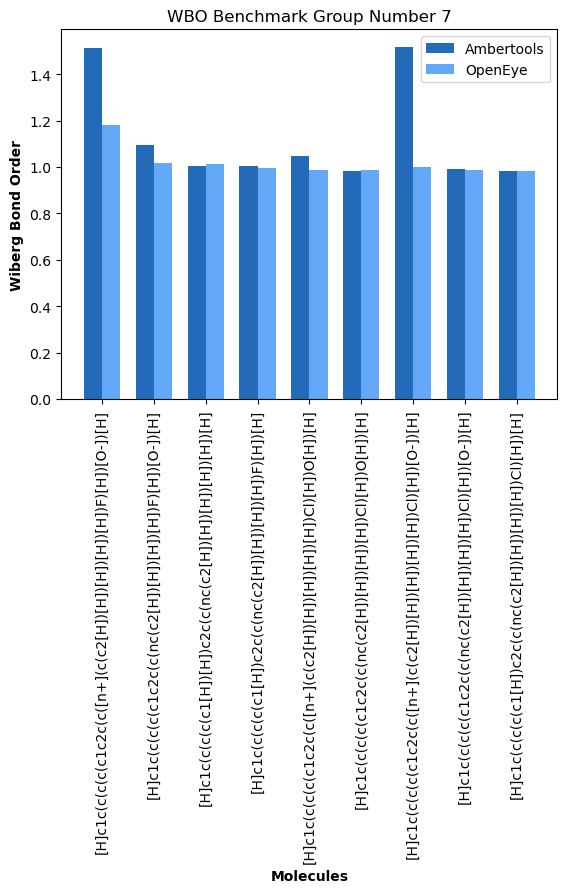 WBO Benchmark Group Number 7
Ambertools
OpenEye
Wiberg Bond Order
1.4
1.2
1.0
0.8
0.6
0.4
0.2
0.0
[H]c1c(c(c(c(c1c2c(c([n+](c(c2[H])[H])[H])[H])[H])F)[H])[O-])[H]
[H]c1c(c(c(c(c1c2c(c(nc(c2[H])[H])[H])[H])F)[H])[O-])[H]
[H]c1c(c(c(c(c1[H])[H])c2c(c(nc(c2[H])[H])[H])[H])[H])[H]
[H]c1c(c(c(c(c1[H])c2c(c(nc(c2[H])[H])[H])[H])F)[H])[H]
[H]c1c(c(c(c(c1c2c(c([n+](c(c2[H])[H])[H])[H])[H])Cl)[H])O[H])[H]
[H]c1c(c(c(c(c1c2c(c(nc(c2[H])[H])[H])[H])Cl)[H])O[H])[H]
[H]c1c(c(c(c(c1c2c(c([n+](c(c2[H])[H])[H])[H])[H])Cl)[H])[O-])[H]
[H]c1c(c(c(c(c1c2c(c(nc(c2[H])[H])[H])[H])Cl)[H])[O-])[H]
[H]c1c(c(c(c(c1[H])c2c(c(nc(c2[H])[H])[H])[H])Cl)[H])[H]
Molecules